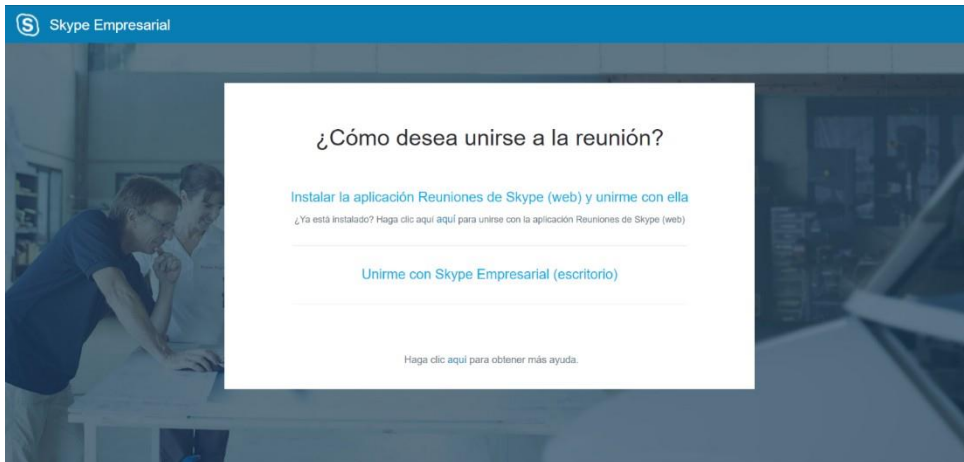 Skype Empresarial
¿Cómo desea unirse a la reunión?
Instalar la aplicación Reuniones de Skype (web) y unirme con ella
¿Ya está instalado? Haga clic aquí aquí para unirse con la aplicación Reuniones de Skype (web)
Unirme con Skype Empresarial (escritorio)
Haga clic aquí para obtener más ayuda.